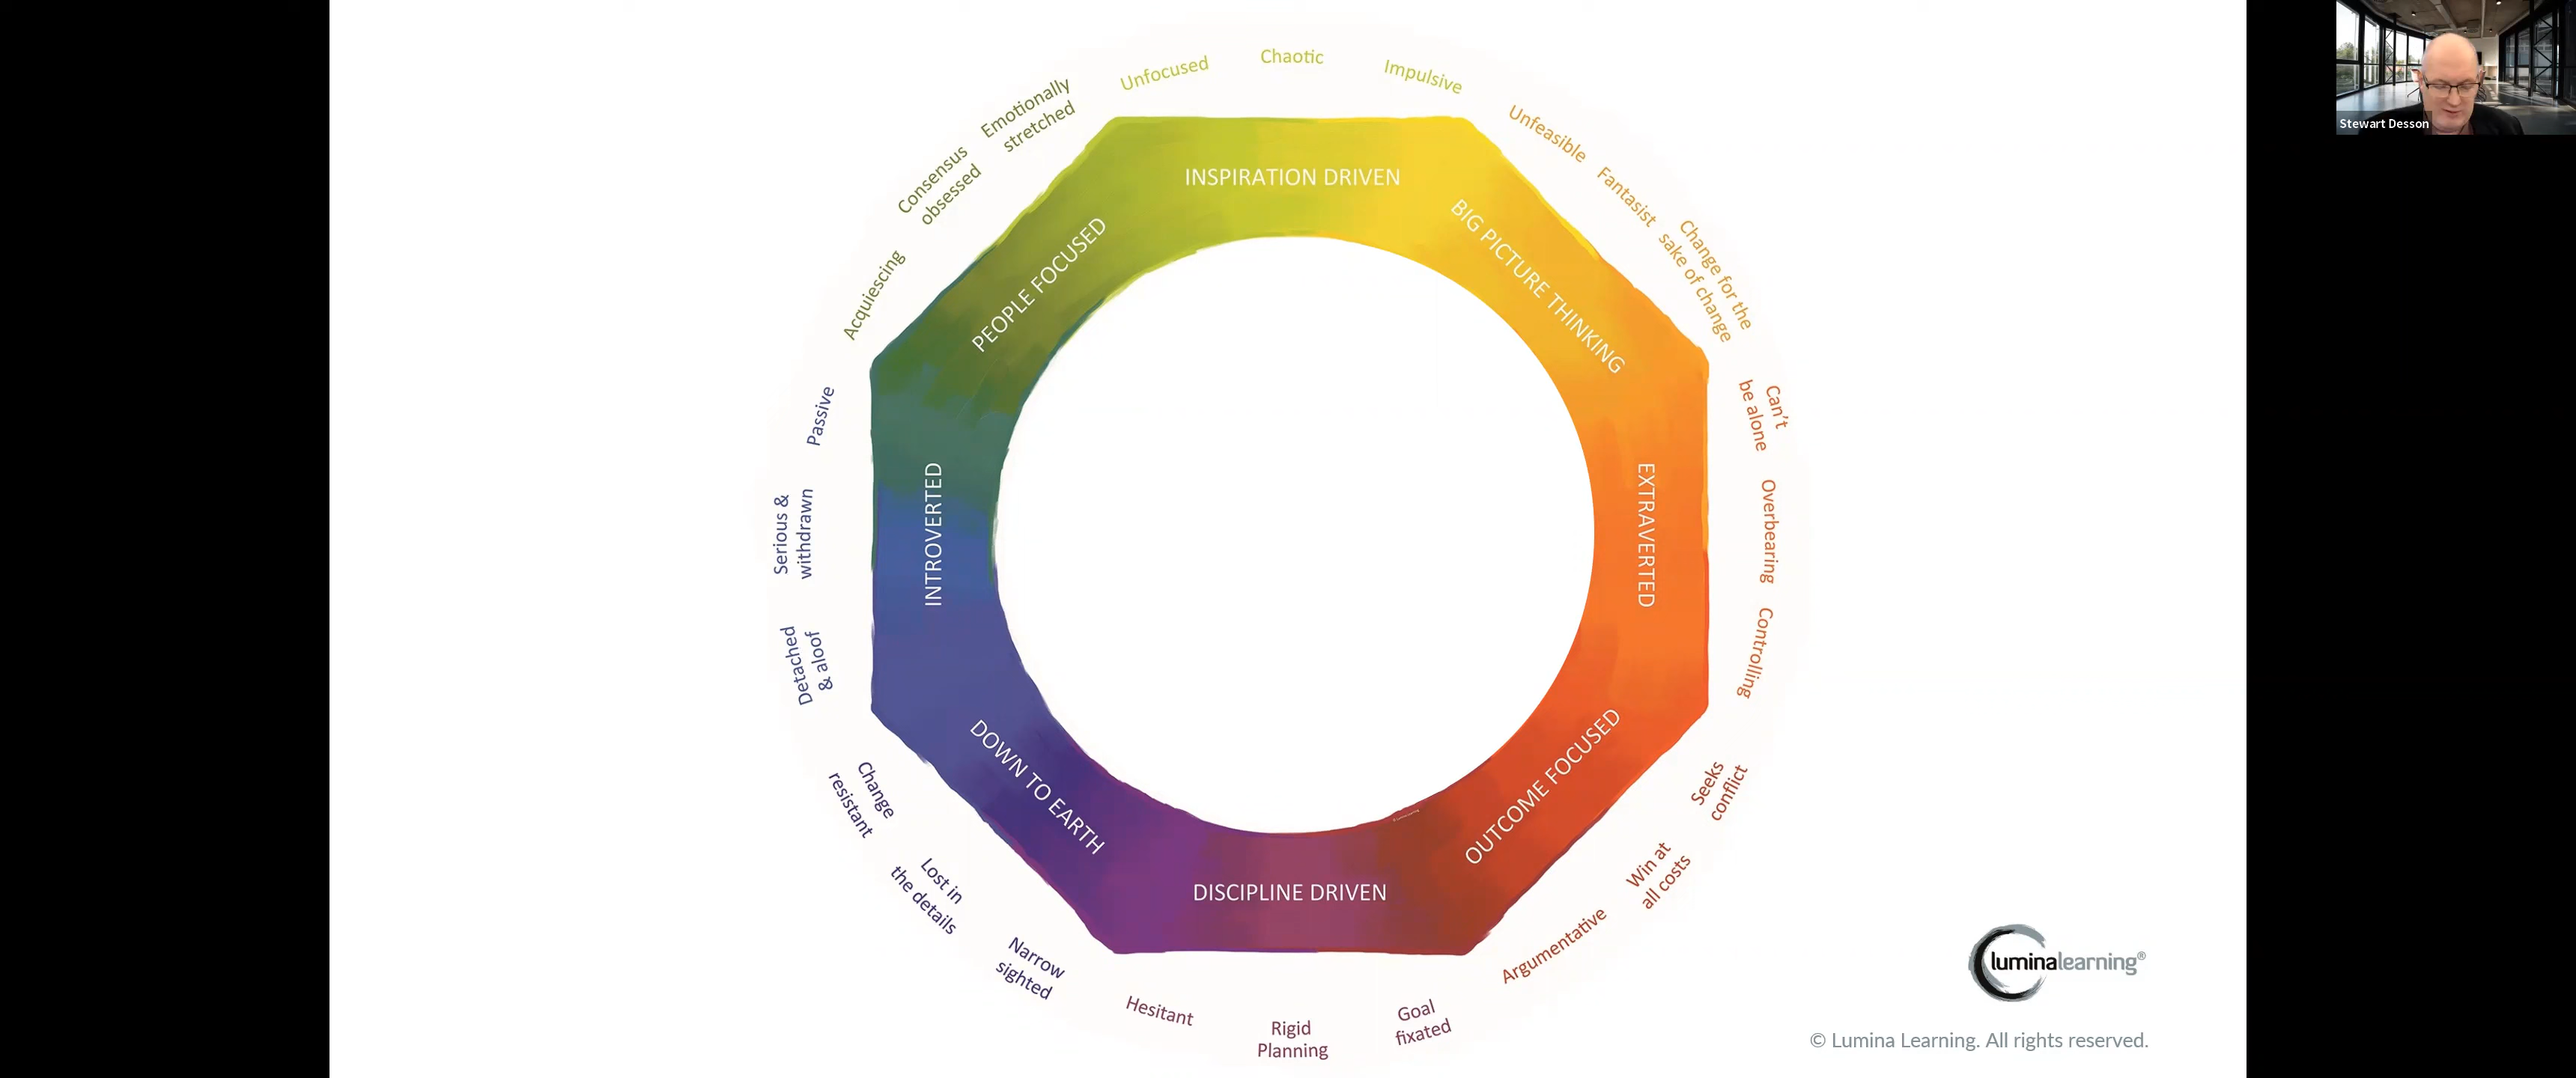 Unfocused
Chaotic
Impulsive
Emotionally
stretched
Unfeasible
Consensus
obsessed
Fantasist
Acquiescing
Change for the
sake of change
Passive
Can't
be alone
Serious &
withdrawn
Overbearing
Detached
& aloof
Controlling
Change
resistant
Seeks
conflict
Lost in
the details
Win at
all costs
Narrow
sighted
Argumentative
Hesitant
Rigid
Planning
Goal
fixated
INSPIRATION DRIVEN
BIG PICTURE THINKING
EXTRAVERTED
OUTCOME FOCUSED
DISCIPLINE DRIVEN
DOWN TO EARTH
INTROVERTED
PEOPLE FOCUSED
Stewart Desson
luminalearning®
© Lumina Learning. All rights reserved.